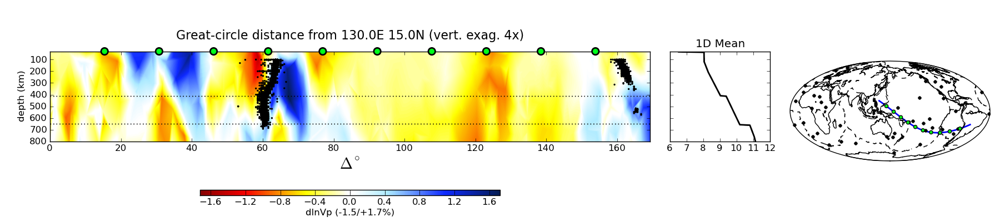 Great-circle distance from 130.0E 15.0N (vert. exag. 4x)
depth (km)
100
200
300
400
500
600
700
800
0 20 40 60 80 100 120 140 160
Δ°
−1.6 −1.2 −0.8 −0.4 0.0 0.4 0.8 1.2 1.6
dlnVp (-1.5/+1.7%)
1D Mean
6 7 8 9 10 11 12